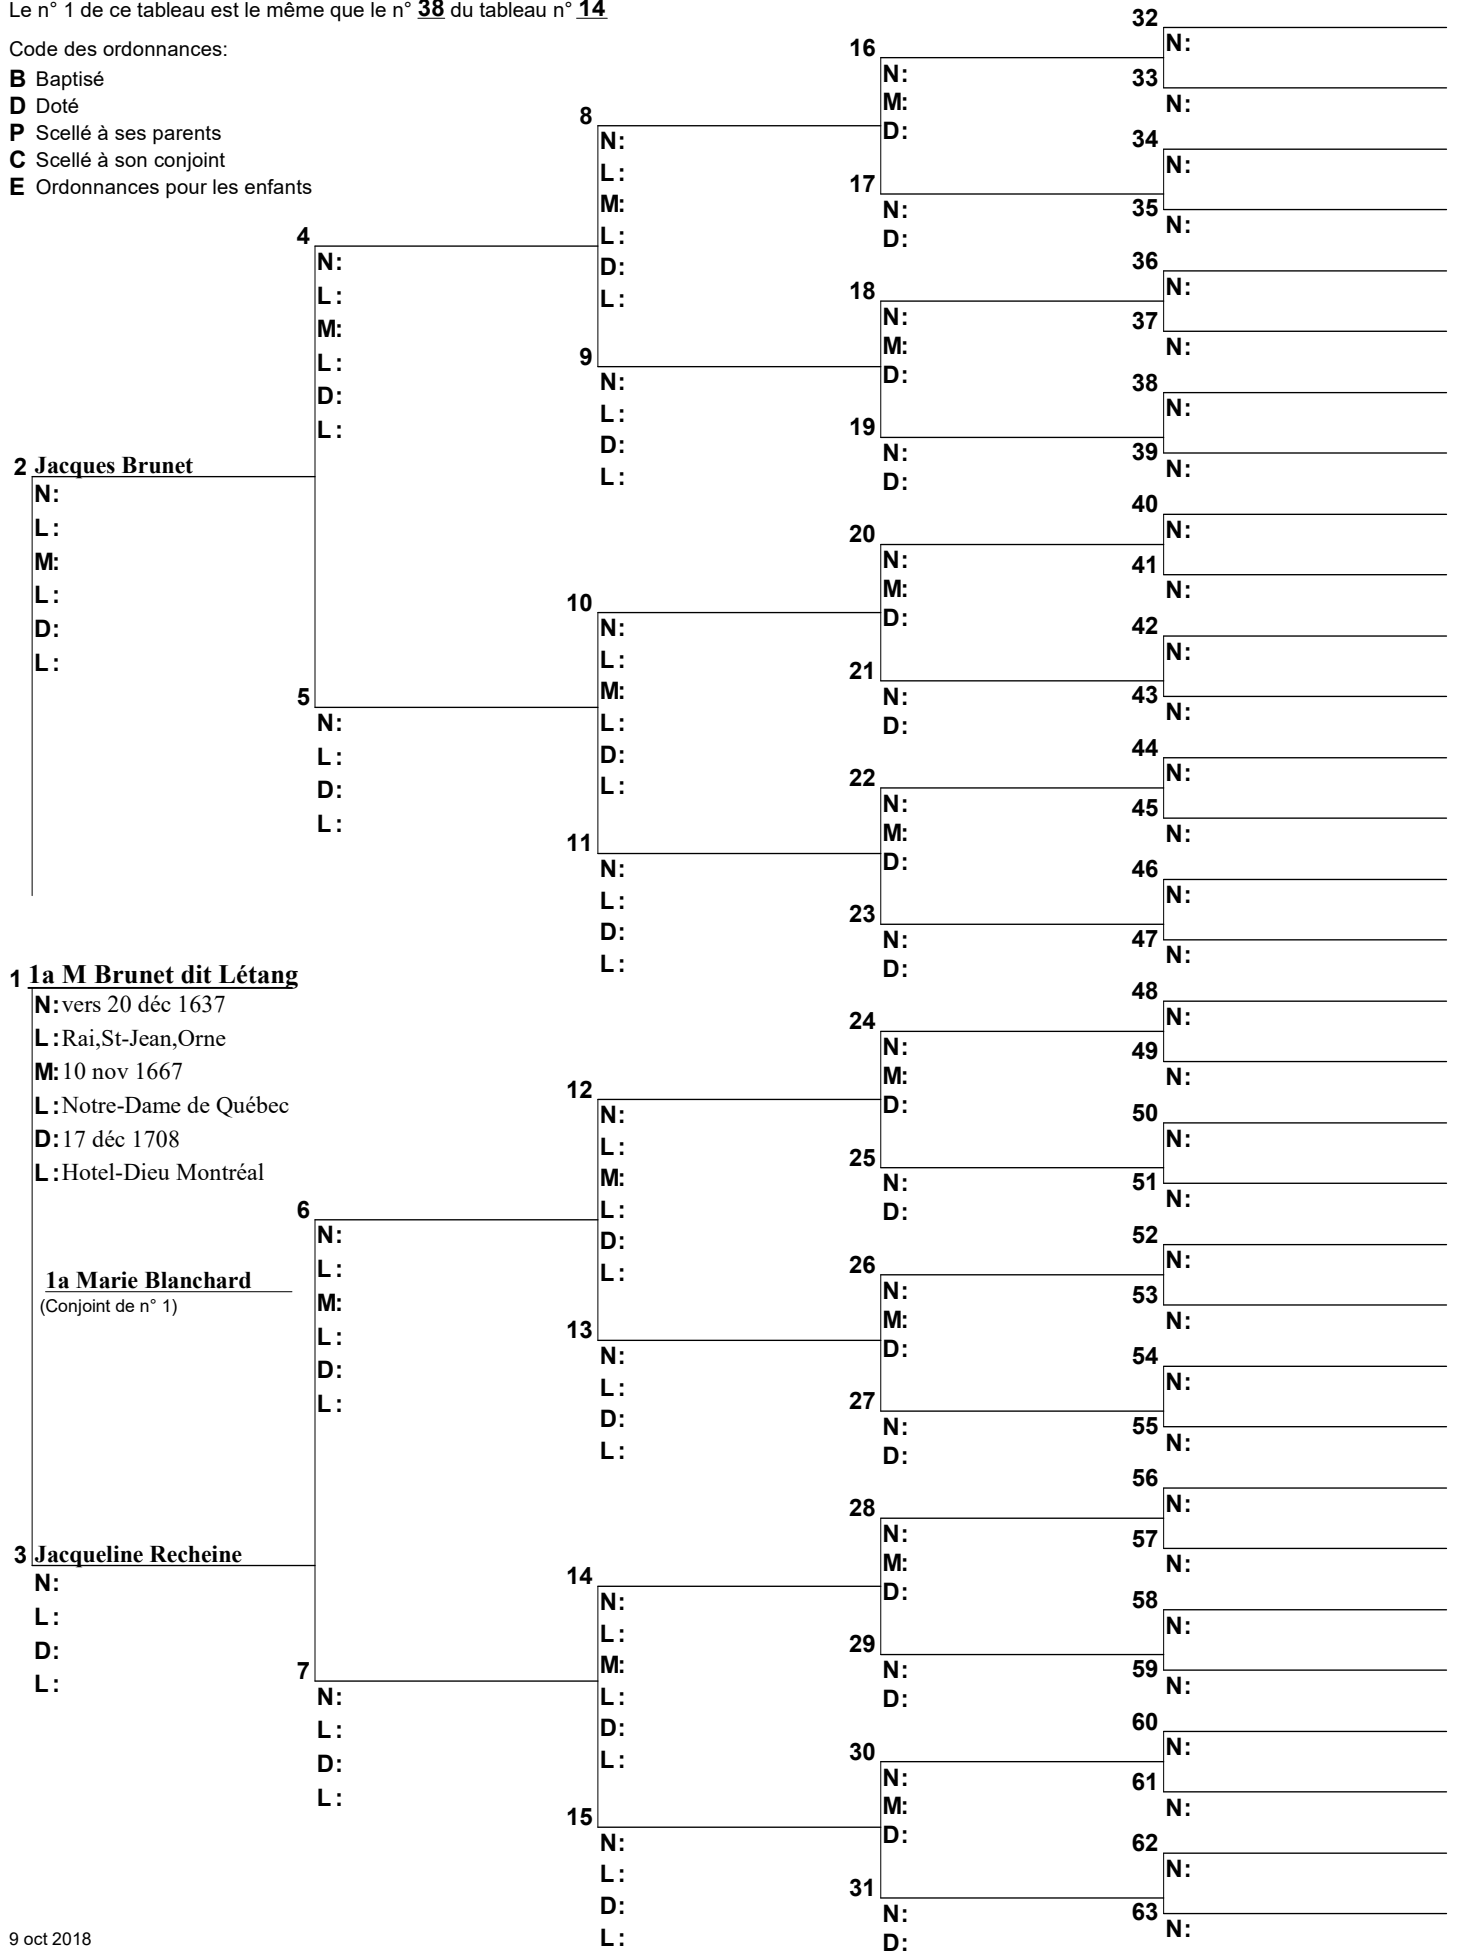 Le n° 1 de ce tableau est le même que le n° 38 du tableau n° 14
Code des ordonnances:
B Baptisé
D Doté
P Scellé à ses parents
C Scellé à son conjoint
E Ordonnances pour les enfants
2 Jacques Brunet
N:
L:
M:
L:
D:
L:
1 1a M Brunet dit Létang
N: vers 20 déc 1637
L: Rai,St-Jean,Orne
M: 10 nov 1667
L: Notre-Dame de Québec
D: 17 déc 1708
L: Hotel-Dieu Montréal
1a Marie Blanchard
(Conjoint de n° 1)
3 Jacqueline Recheine
N:
L:
D:
L:
9 oct 2018
4
N:
L:
M:
L:
D:
L:
5
N:
L:
D:
L:
6
N:
L:
M:
L:
D:
L:
7
N:
L:
D:
L:
8
N:
L:
M:
L:
D:
L:
9
N:
L:
D:
L:
10
N:
L:
M:
L:
D:
L:
11
N:
L:
D:
L:
12
N:
L:
M:
L:
D:
L:
13
N:
L:
D:
L:
14
N:
L:
M:
L:
D:
L:
15
N:
L:
D:
L:
16
N:
M:
D:
17
N:
D:
18
N:
M:
D:
19
N:
D:
20
N:
M:
D:
21
N:
D:
22
N:
M:
D:
23
N:
D:
24
N:
M:
D:
25
N:
D:
26
N:
M:
D:
27
N:
D:
28
N:
M:
D:
29
N:
D:
30
N:
M:
D:
31
N:
D:
32
N:
33
N:
34
N:
35
N:
36
N:
37
N:
38
N:
39
N:
40
N:
41
N:
42
N:
43
N:
44
N:
45
N:
46
N:
47
N:
48
N:
49
N:
50
N:
51
N:
52
N:
53
N:
54
N:
55
N:
56
N:
57
N:
58
N:
59
N:
60
N:
61
N:
62
N:
63
N: